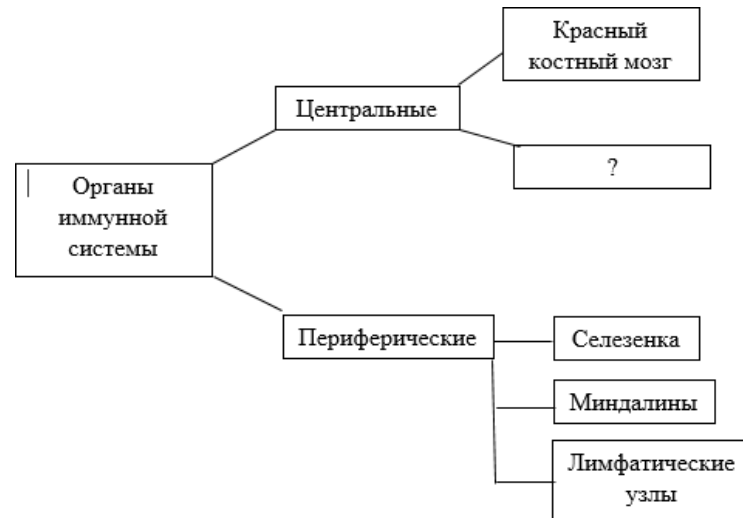 Красный
костный мозг
Центральные
?
Органы
иммунной
системы
Периферические
Селезенка
Миндалины
Лимфатические
узлы